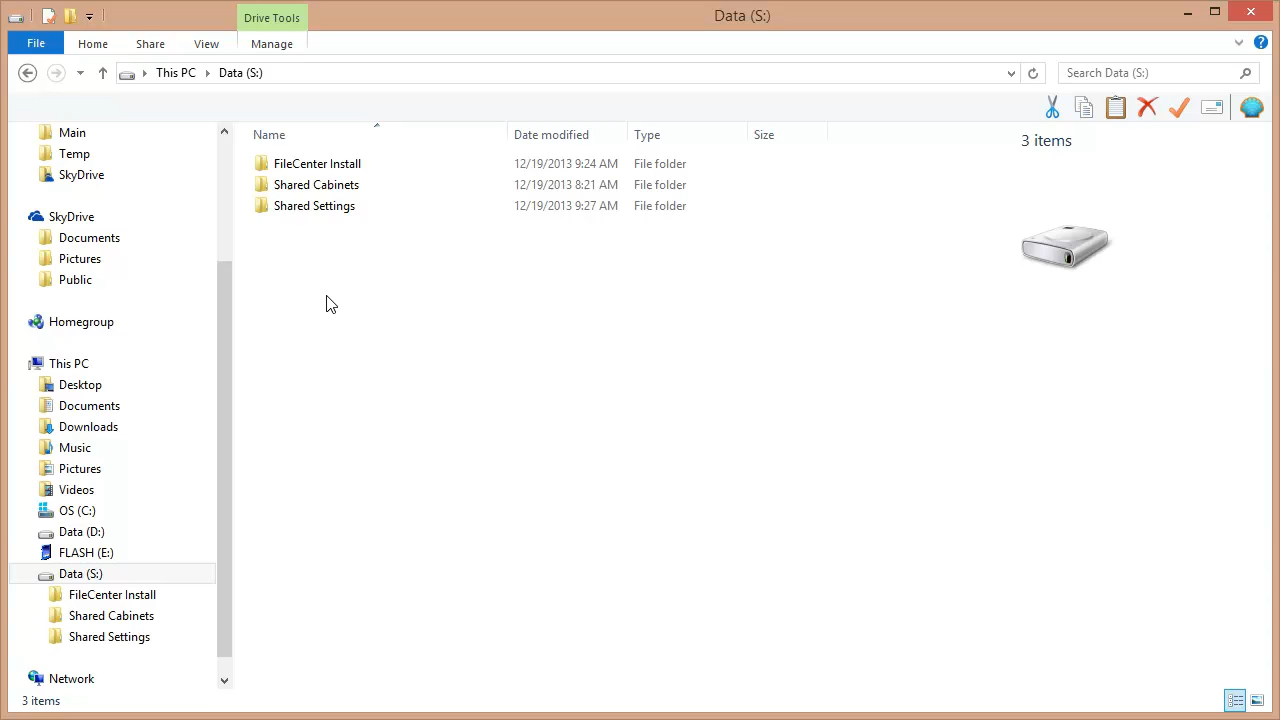 Drive Tools
Data (S:)
File Home Share View Manage
This PC Data (S:)
Search Data (S:)
Name Date modified Type Size
FileCenter Install 12/19/2013 9:24 AM File folder
Shared Cabinets 12/19/2013 8:21 AM File folder
Shared Settings 12/19/2013 9:27 AM File folder
3 items
Main
Temp
SkyDrive
SkyDrive
Documents
Pictures
Public
Homegroup
This PC
Desktop
Documents
Downloads
Music
Pictures
Videos
OS (C:)
Data (D:)
FLASH (E:)
Data (S:)
FileCenter Install
Shared Cabinets
Shared Settings
Network
3 items